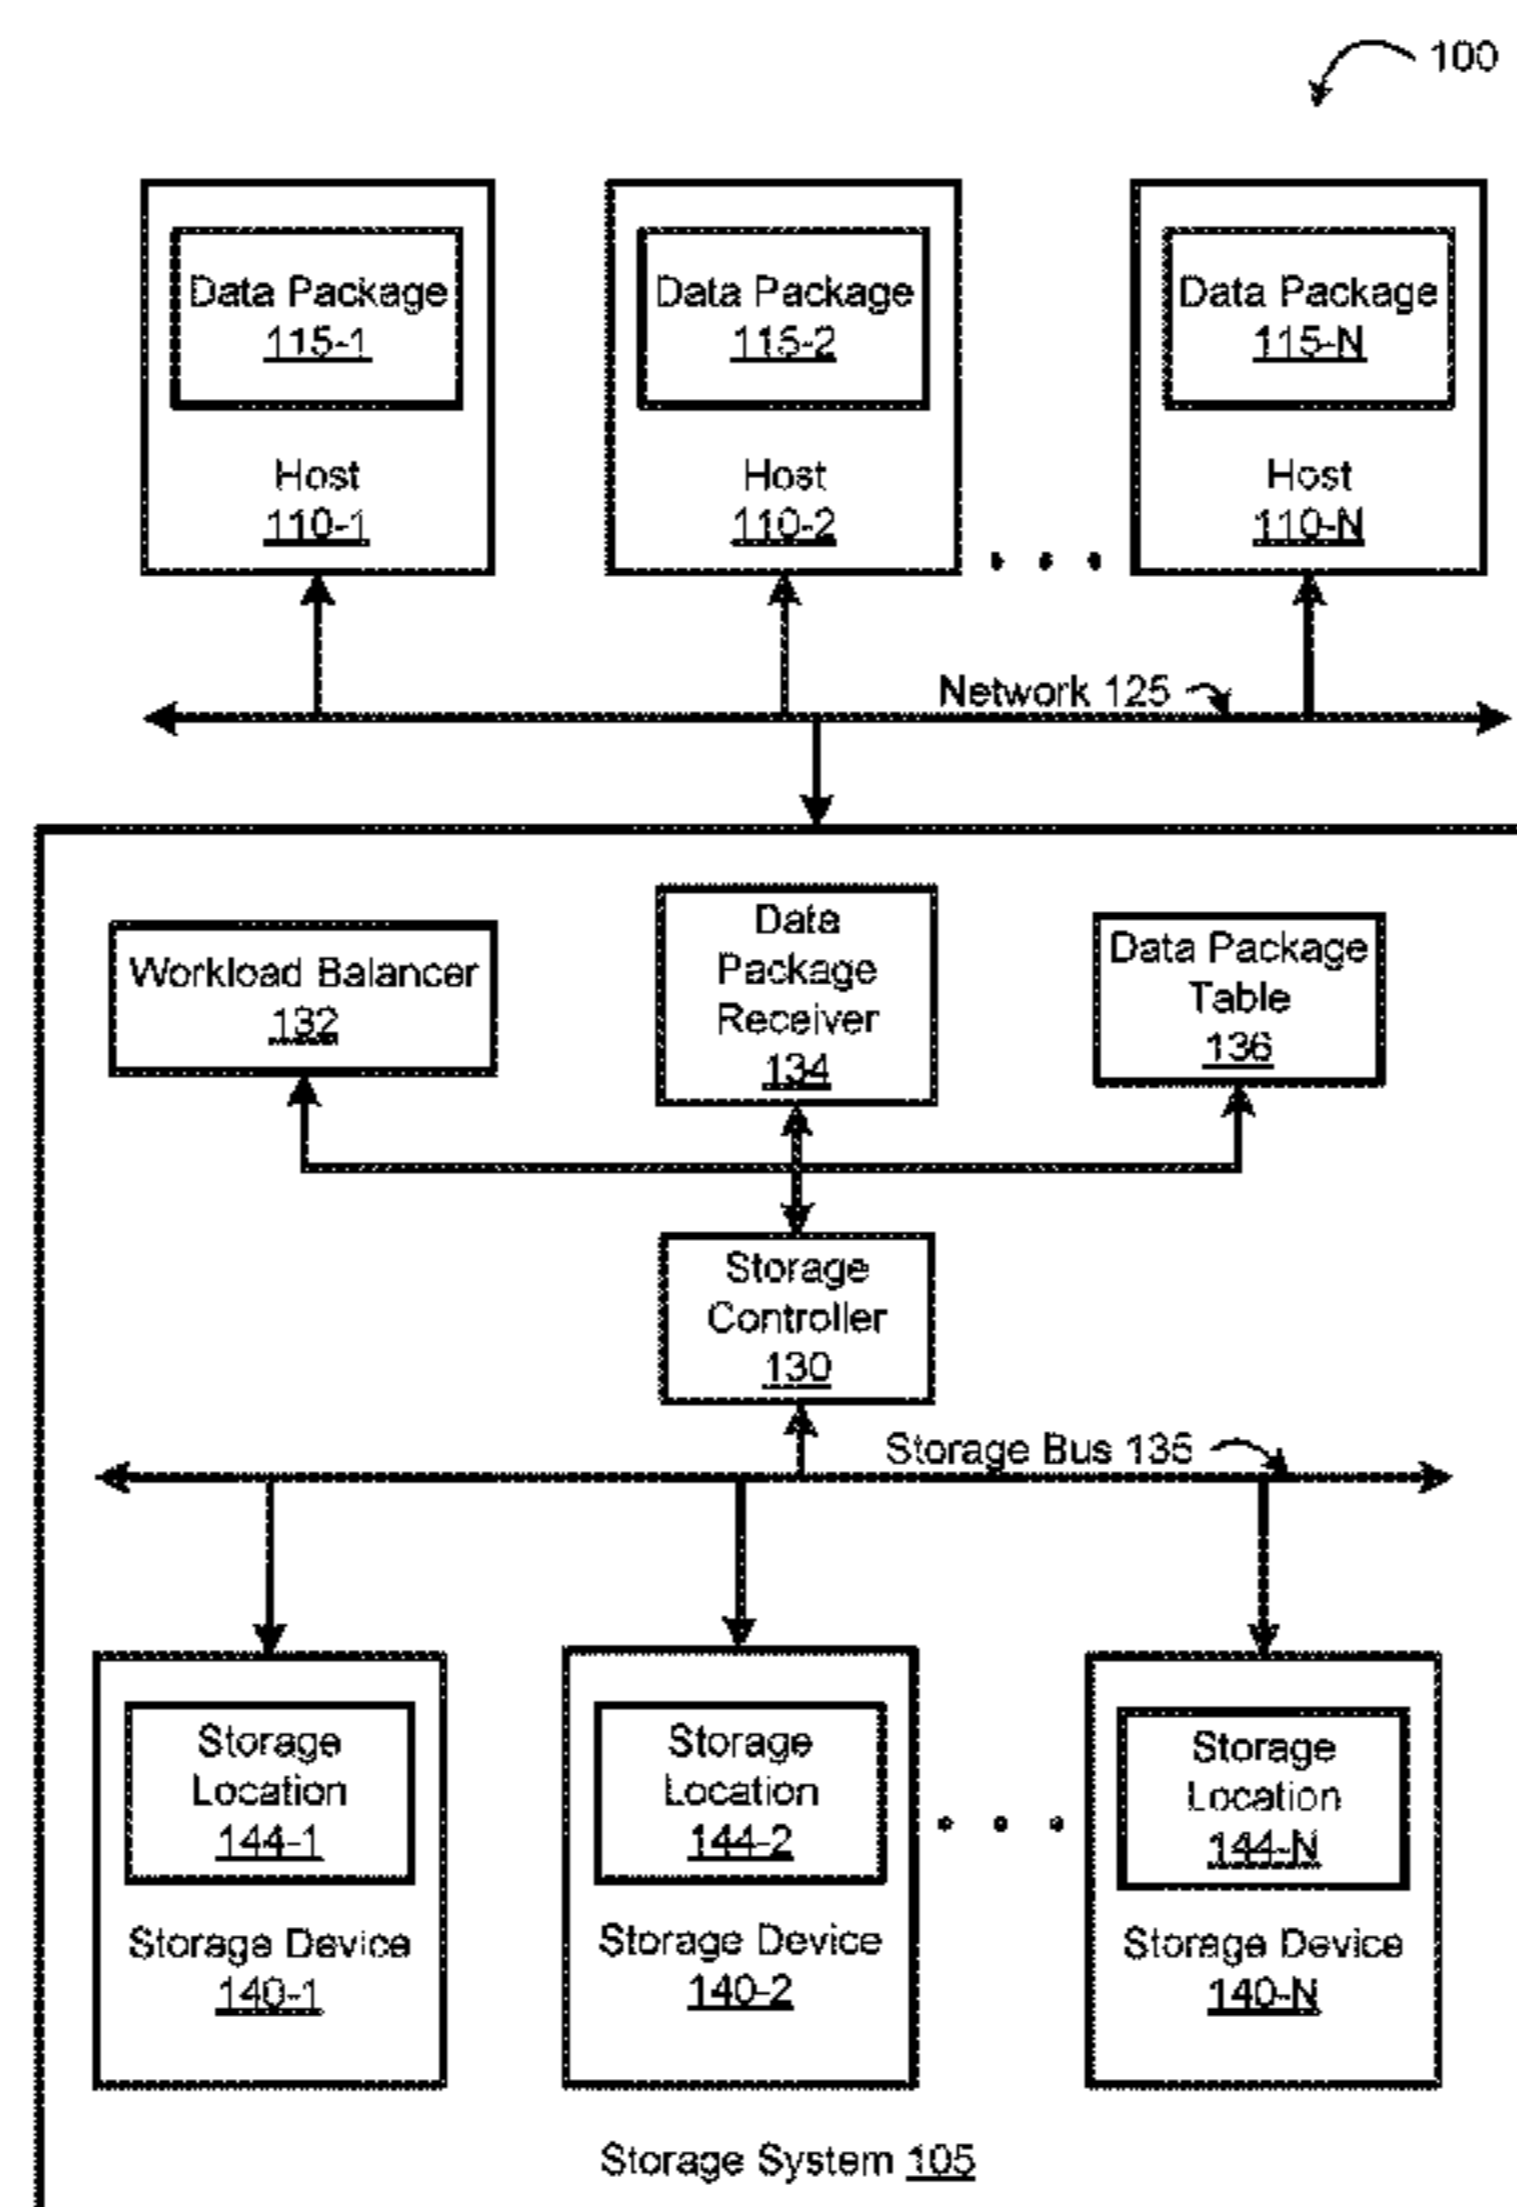 100
Data Package
115-1
Host
110-1
Data Package
115-2
Host
110-2
Data Package
115-N
Host
110-N
Network 125
Workload Balancer
132
Data
Package
Receiver
134
Data Package
Table
136
Storage
Controller
130
Storage Bus 135
Storage
Location
144-1
Storage Device
140-1
Storage
Location
144-2
Storage Device
140-2
Storage
Location
144-N
Storage Device
140-N
Storage System 105